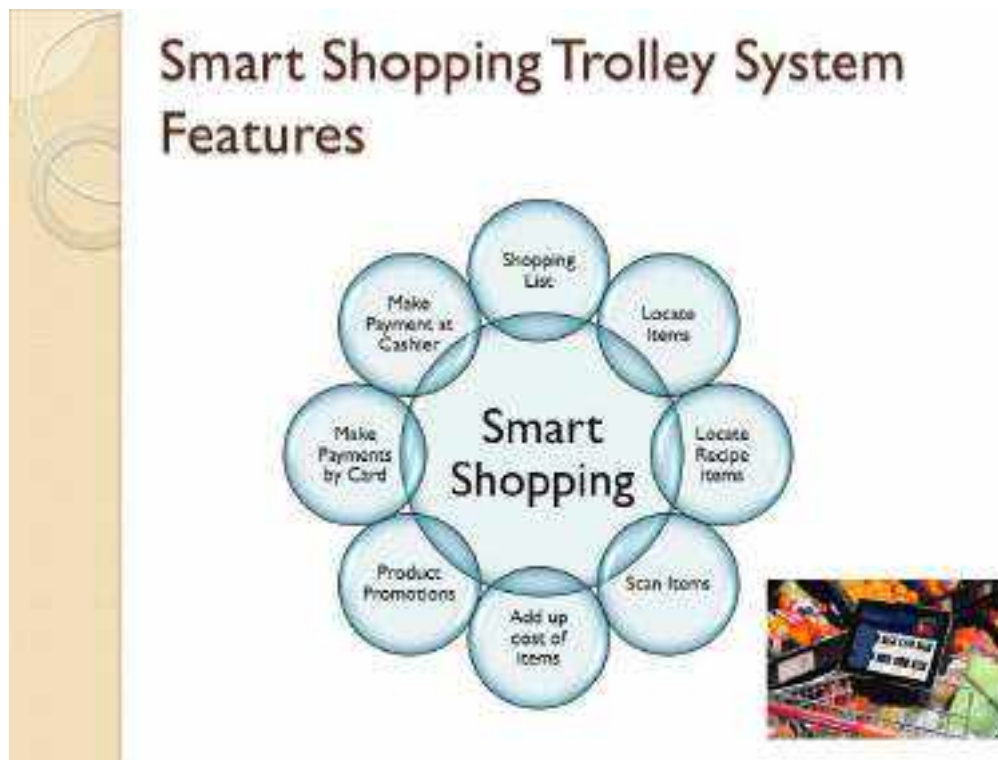 Smart Shopping Trolley System
Features
Shopping
List
Locate
Items
Locate
Recipe
items
Scan Items
Add up
cost of
items
Product
Promotions
Make
Payments
by Card
Make
Payment at
Cashier
Smart
Shopping